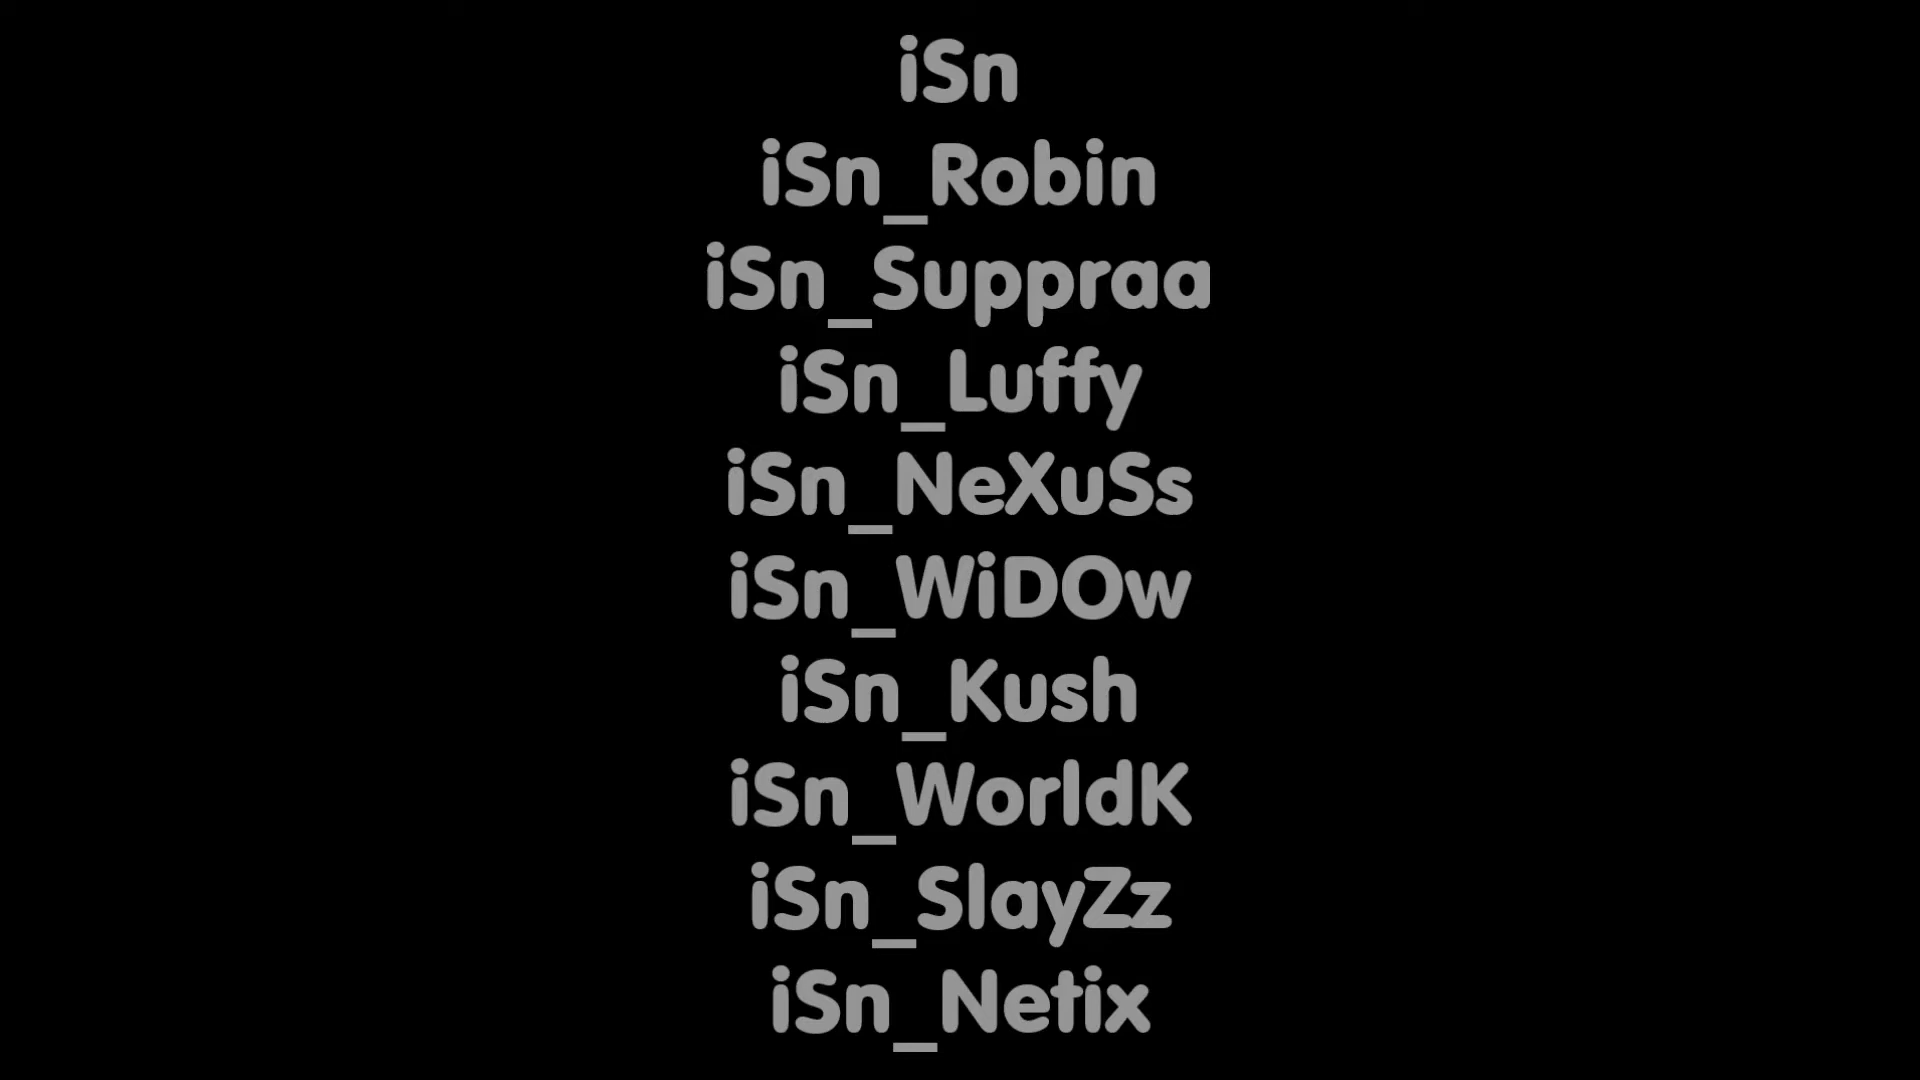 iSn
iSn_Robin
iSn_Suppraa
iSn_Luffy
iSn_NeXuSs
iSn_WiDOw
iSn_Kush
iSn_WorldK
iSn_SlayZz
iSn_Netix